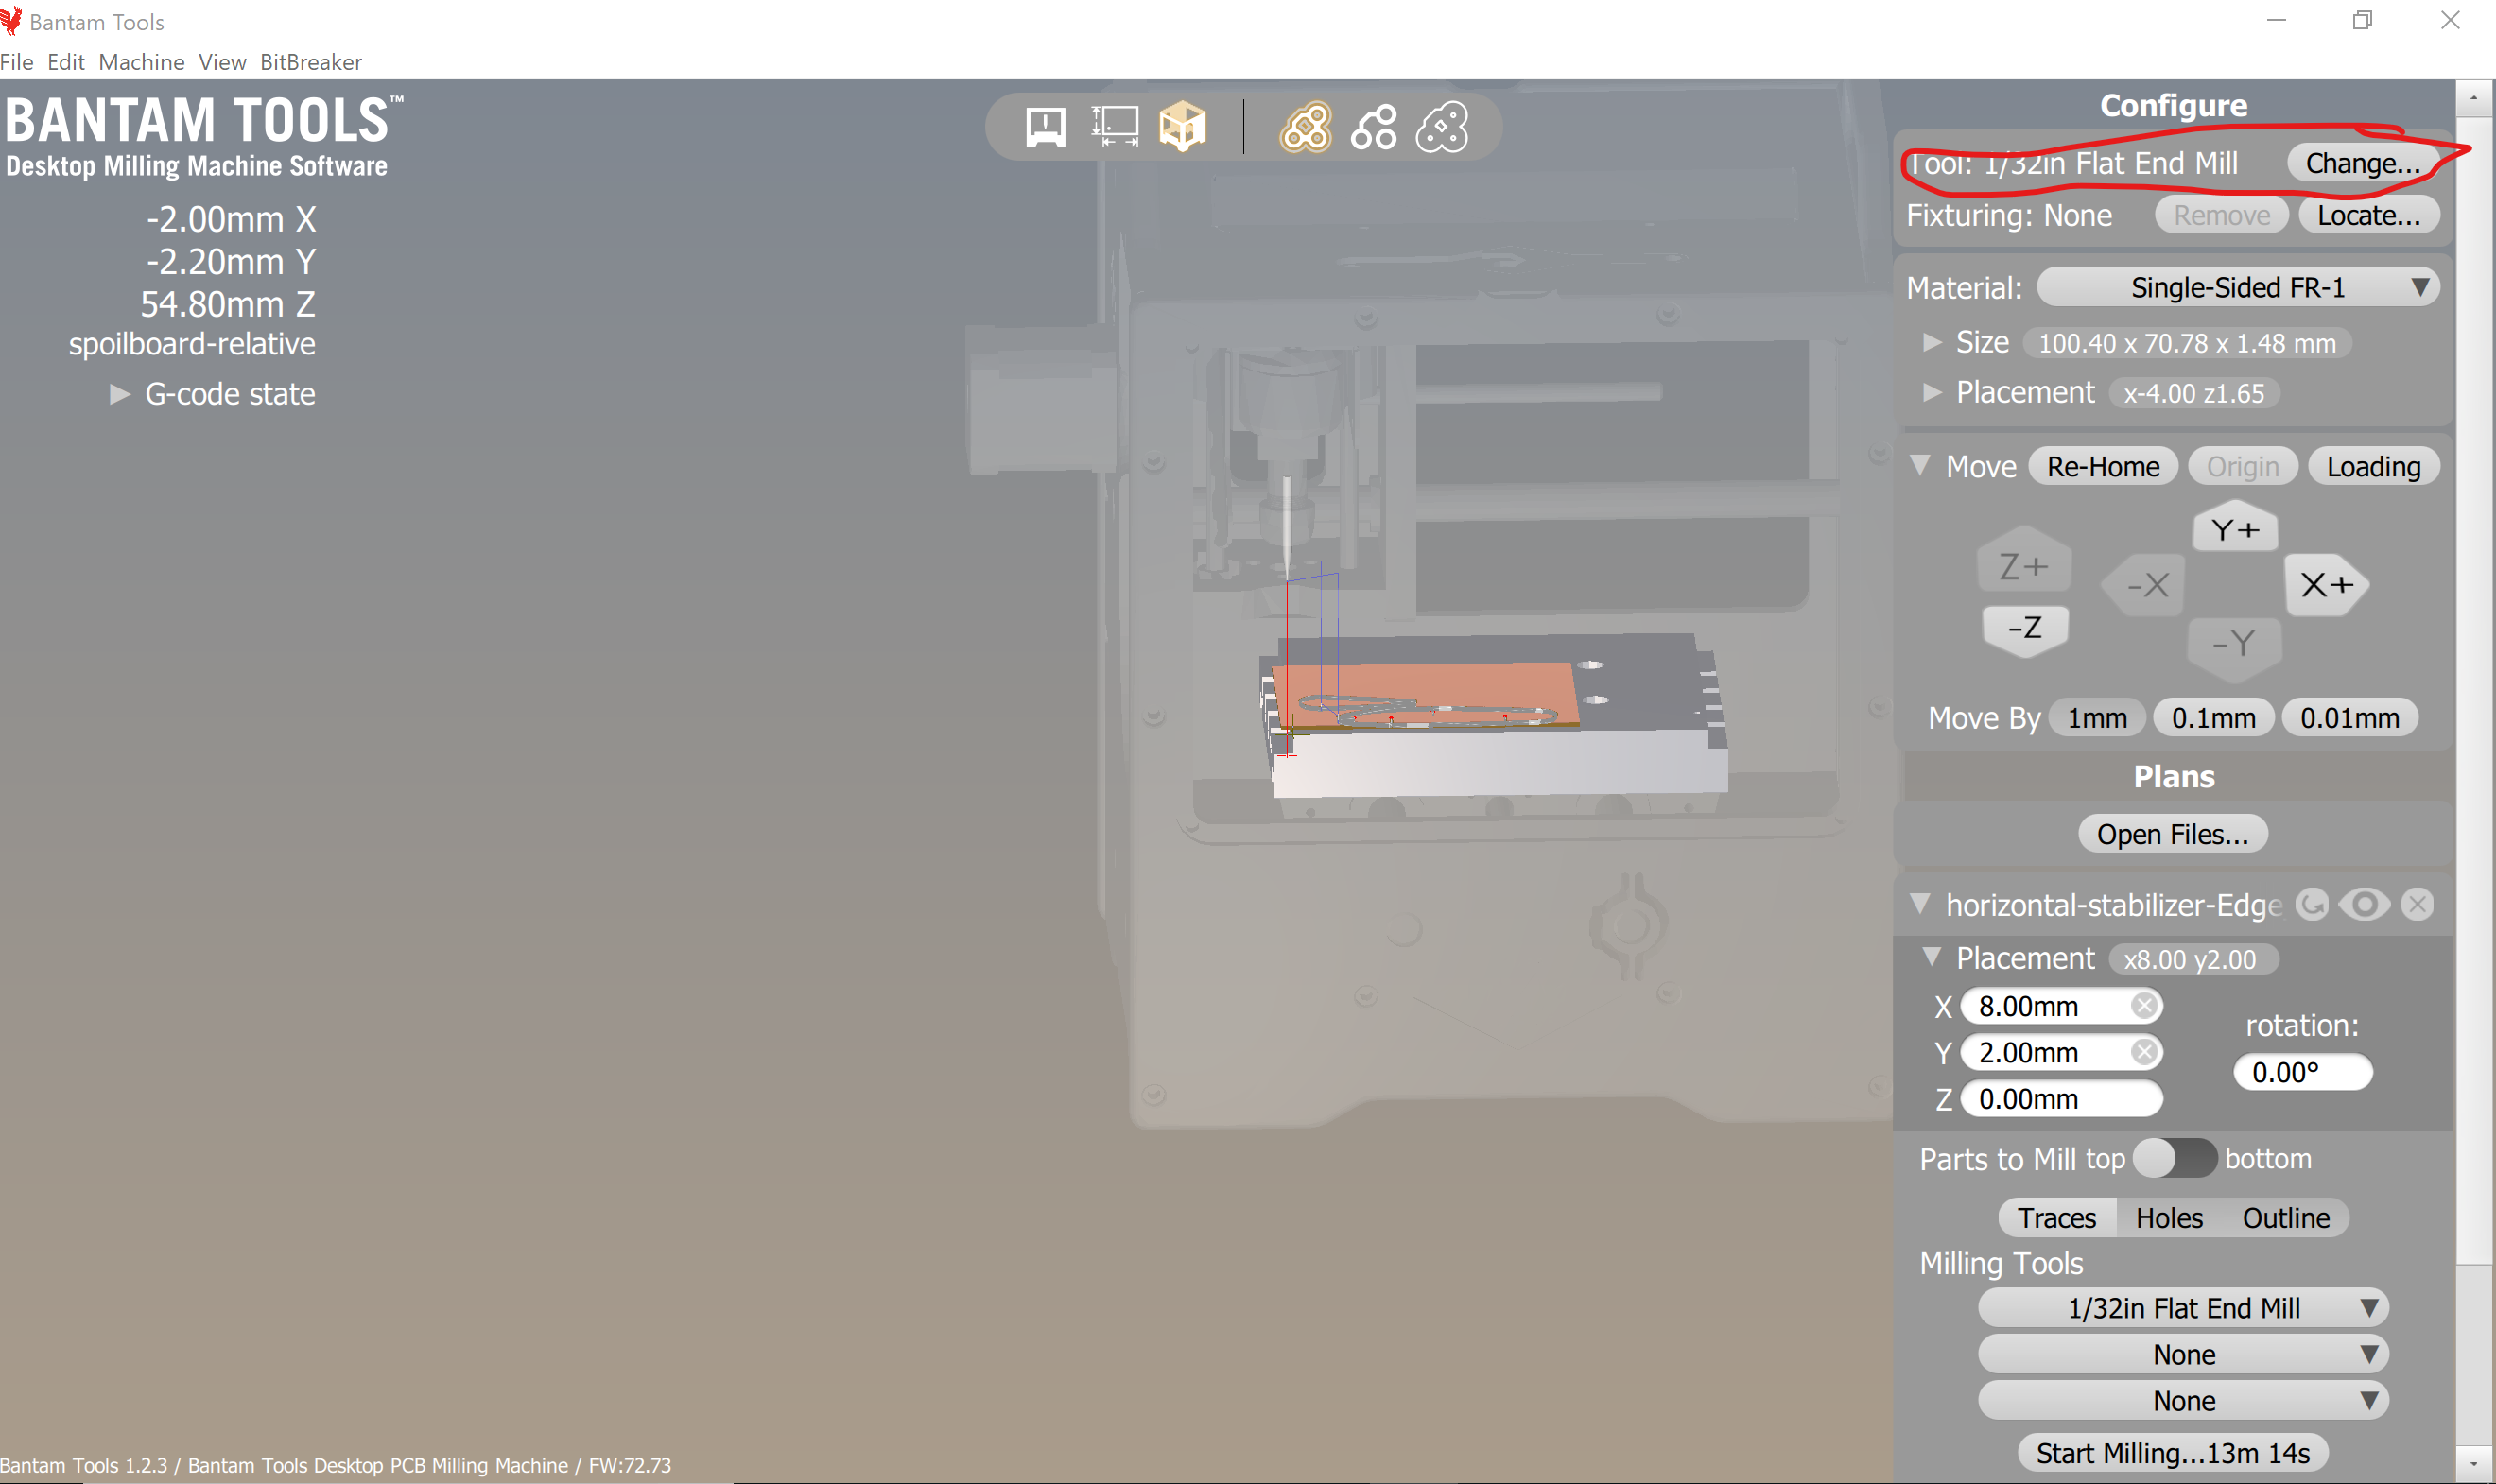 Bantam Tools
File Edit Machine View BitBreaker
BANTAM TOOLS™
Desktop Milling Machine Software
-2.00mm X
-2.20mm Y
54.80mm Z
spoilboard-relative
G-code state
Configure
Tool: 1/32in Flat End Mill Change...
Fixturing: None Remove Locate...
Material: Single-Sided FR-1
Size 100.40 x 70.78 x 1.48 mm
Placement x-4.00 z1.65
Move Re-Home Origin Loading
Y+
Z+ -X X+
-Z -Y
Move By 1mm 0.1mm 0.01mm
Plans
Open Files...
horizontal-stabilizer-Edge
Placement x8.00 y2.00
X 8.00mm
rotation:
Y 2.00mm
0.00°
Z 0.00mm
Parts to Mill top bottom
Traces Holes Outline
Milling Tools
1/32in Flat End Mill
None
None
Start Milling...13m 14s
Bantam Tools 1.2.3 / Bantam Tools Desktop PCB Milling Machine / FW:72.73